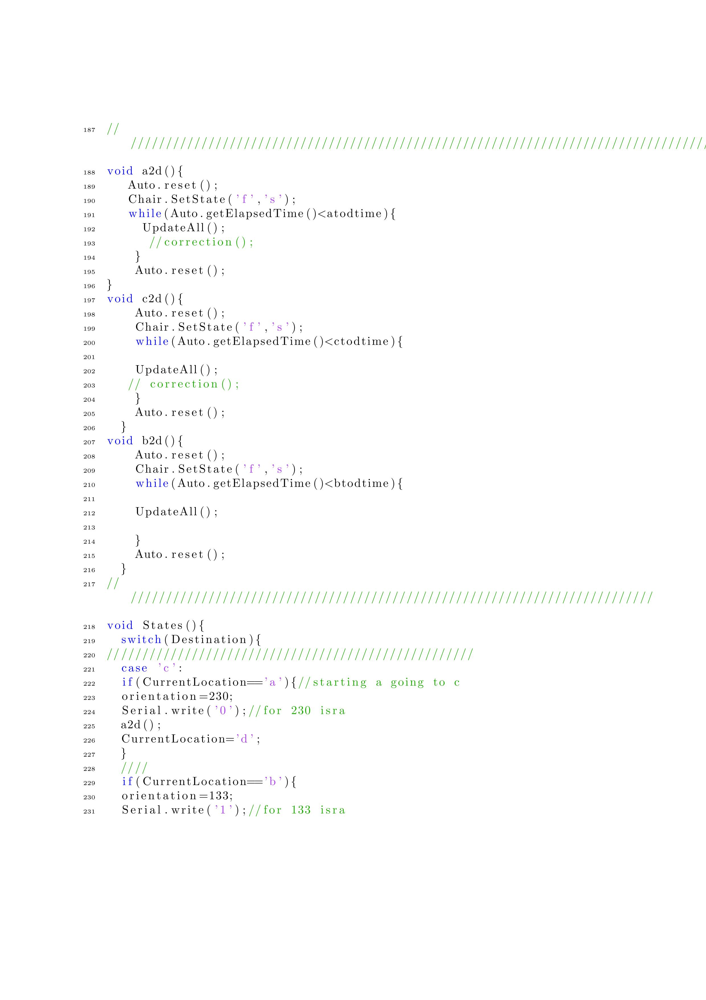 187 //
//////////////////////////////////////////////////////////////////////////////////
188 void a2d(){
189 Auto.reset();
190 Chair.SetState('f','s');
191 while(Auto.getElapsedTime()<atodtime){
192 UpdateAll();
193 //correction();
194 }
195 Auto.reset();
196 }
197 void c2d(){
198 Auto.reset();
199 Chair.SetState('f','s');
200 while(Auto.getElapsedTime()<ctodtime){
201
202 UpdateAll();
203 // correction();
204 }
205 Auto.reset();
206 }
207 void b2d(){
208 Auto.reset();
209 Chair.SetState('f','s');
210 while(Auto.getElapsedTime()<btodtime){
211
212 UpdateAll();
213
214 }
215 Auto.reset();
216 }
217 //
//////////////////////////////////////////////////////////////////////////
218 void States(){
219 switch(Destination){
220 ////////////////////////////////////////////////////
221 case 'c':
222 if(CurrentLocation=='a'){//starting a going to c
223 orientation=230;
224 Serial.write('0');//for 230 isra
225 a2d();
226 CurrentLocation='d';
227 }
228 ////
229 if(CurrentLocation=='b'){
230 orientation=133;
231 Serial.write('1');//for 133 isra